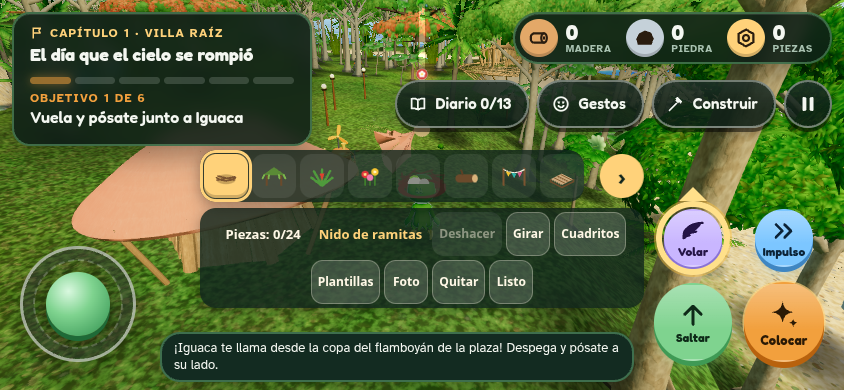 CAPÍTULO 1 · VILLA RAÍZ
El día que el cielo se rompió
OBJETIVO 1 DE 6
Vuela y pósate junto a Iguaca
0 MADERA
0 PIEDRA
0 PIEZAS
Diario 0/13
Gestos
Construir
›
Piezas: 0/24
Nido de ramitas
Deshacer
Girar
Cuadritos
Plantillas
Foto
Quitar
Listo
Volar
Impulso
Saltar
Colocar
¡Iguaca te llama desde la copa del flamboyán de la plaza! Despega y pósate a
su lado.